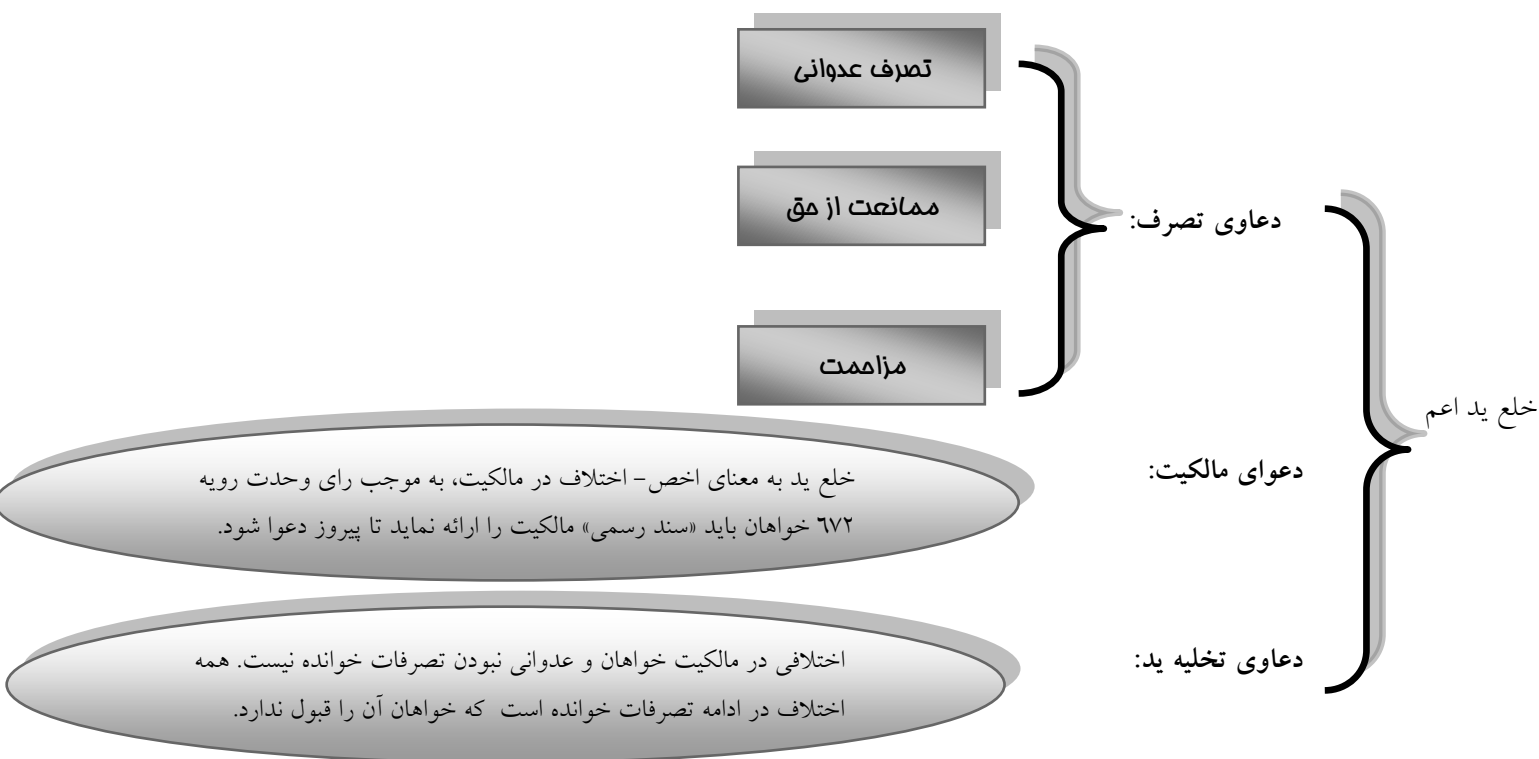 خلع ید اعم
دعاوی تصرف:
تصرف عدوانی
ممانعت از حق
مزاحمت
دعوای مالکیت:
خلع ید به معنای اخص- اختلاف در مالکیت، به موجب رای وحدت رویه
٦٧٢ خواهان باید «سند رسمی» مالکیت را ارائه نماید تا پیروز دعوا شود.
دعاوی تخلیه ید:
اختلافی در مالکیت خواهان و عدوانی نبودن تصرفات خوانده نیست. همه
اختلاف در ادامه تصرفات خوانده است که خواهان آن را قبول ندارد.